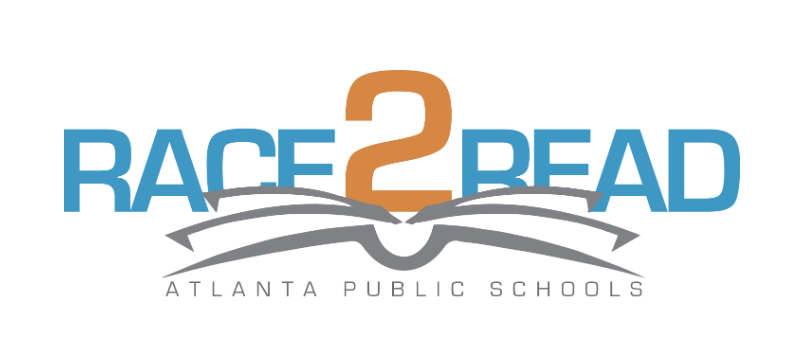 RACE2READ
ATLANTA PUBLIC SCHOOLS